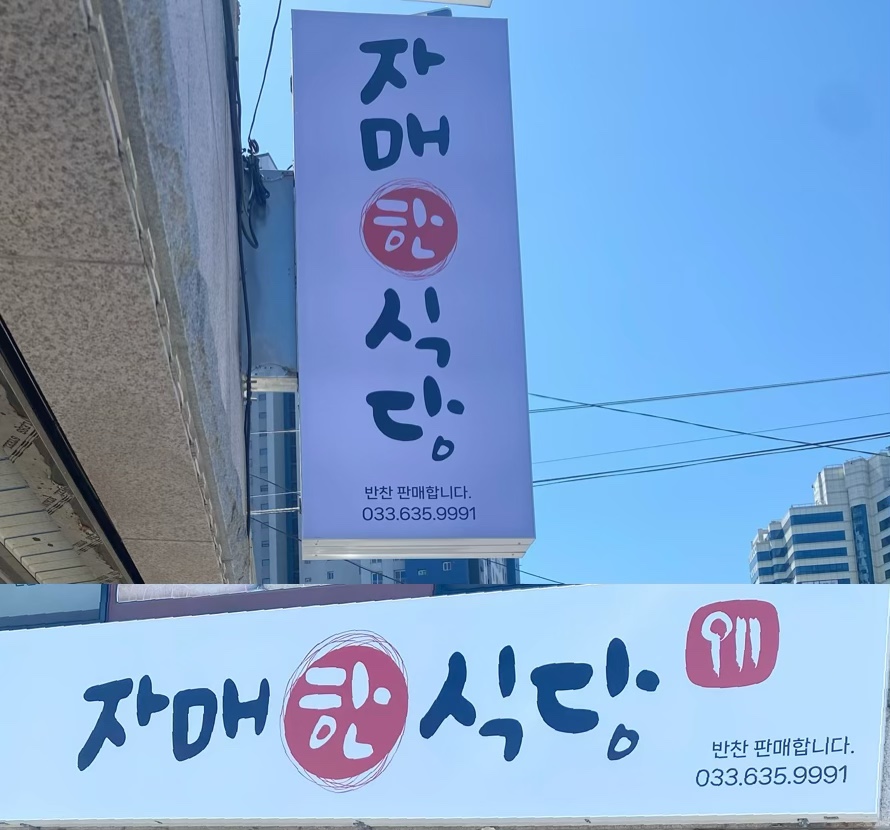 자
매
한
식
당
반찬 판매합니다.
033.635.9991
자매한식당
반찬 판매합니다.
033.635.9991